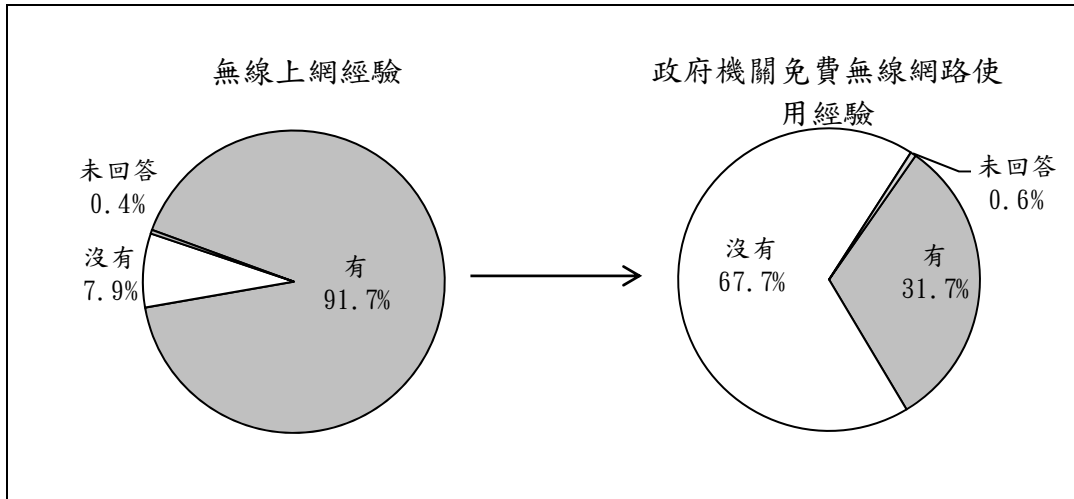 無線上網經驗
未回答
0.4%
沒有
7.9%
有
91.7%
政府機關免費無線網路使
用經驗
未回答
0.6%
沒有
67.7%
有
31.7%